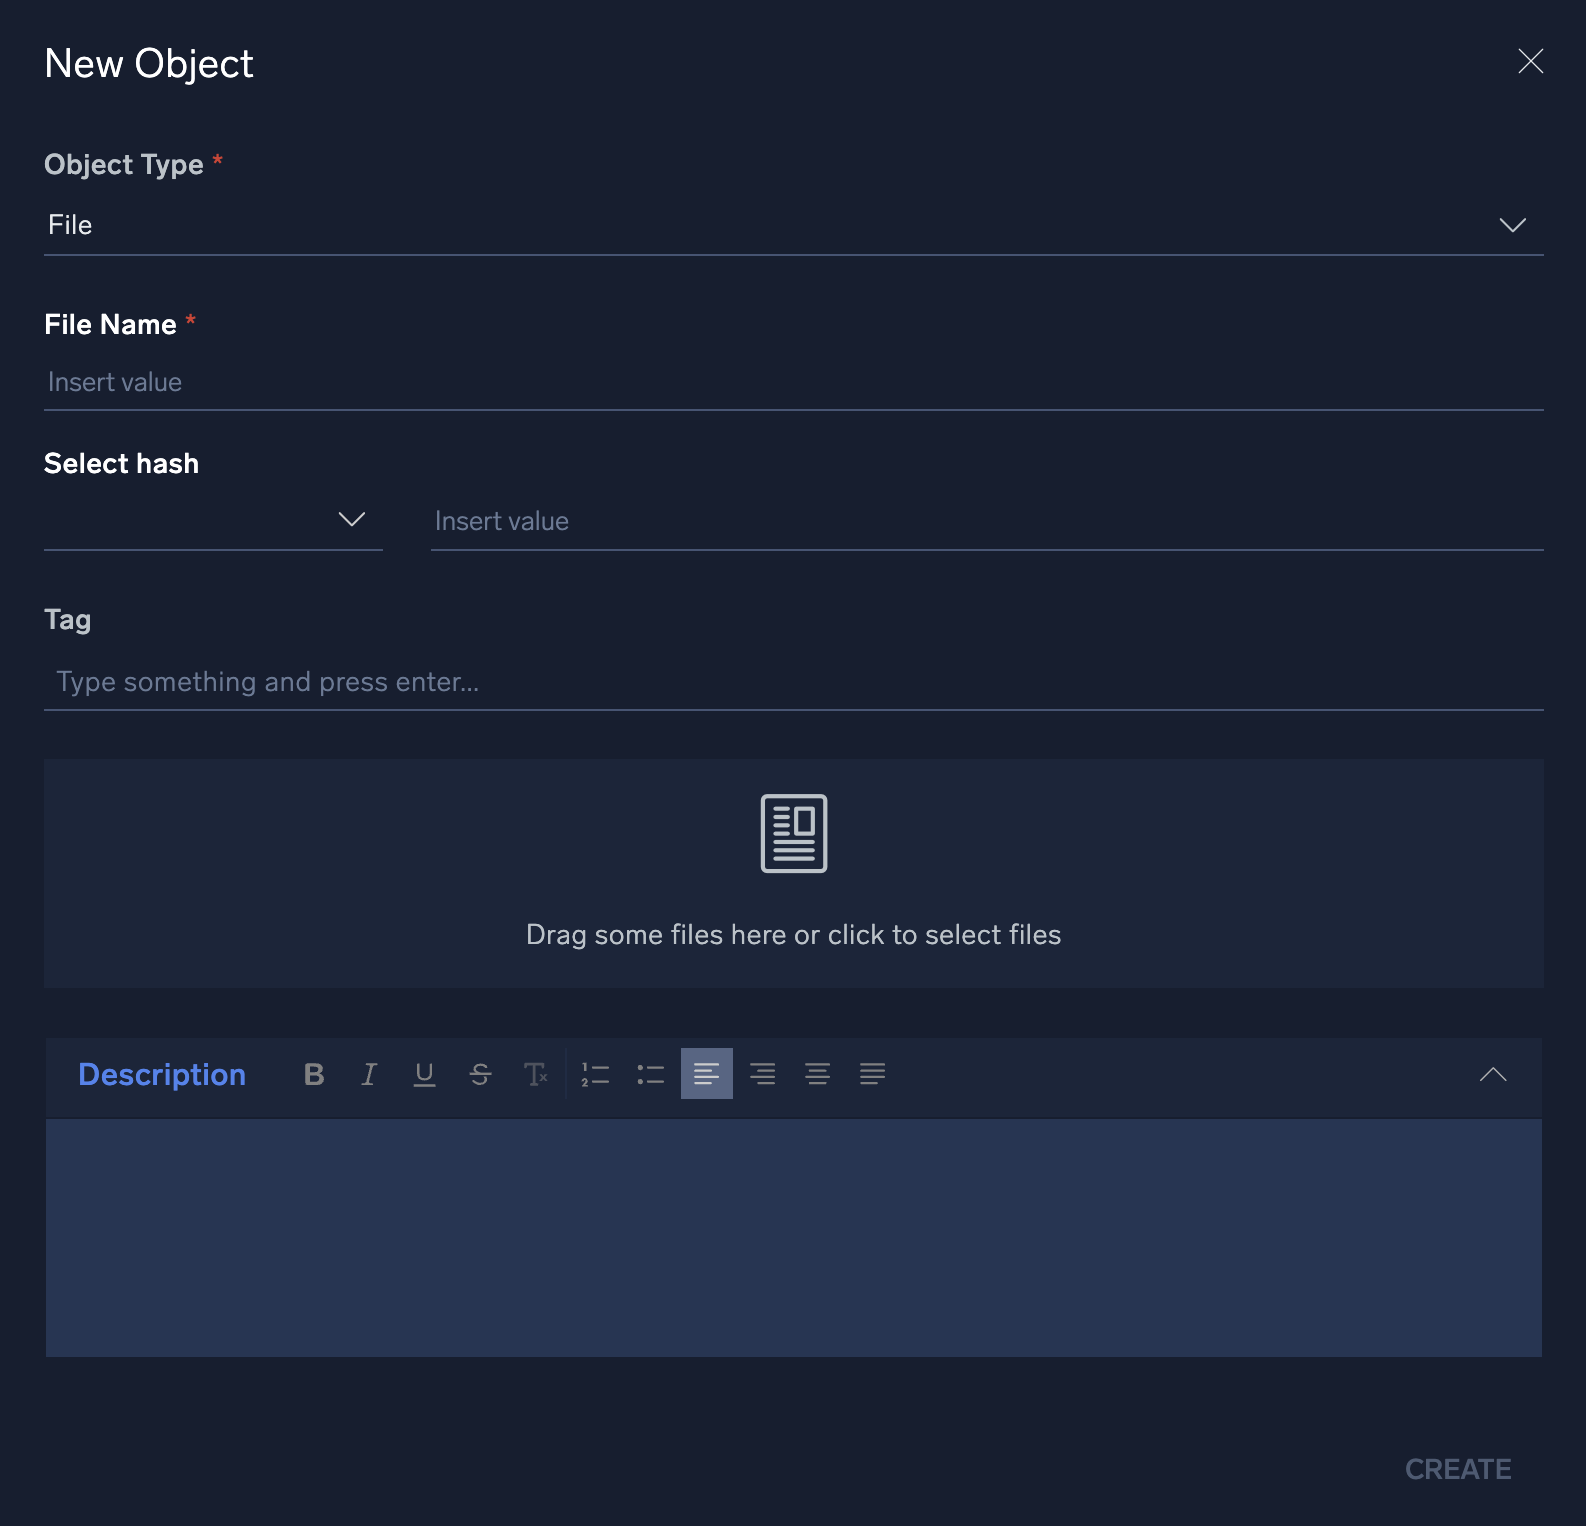 New Object
Object Type *
File
File Name *
Insert value
Select hash
Insert value
Tag
Type something and press enter...
Drag some files here or click to select files
Description
CREATE